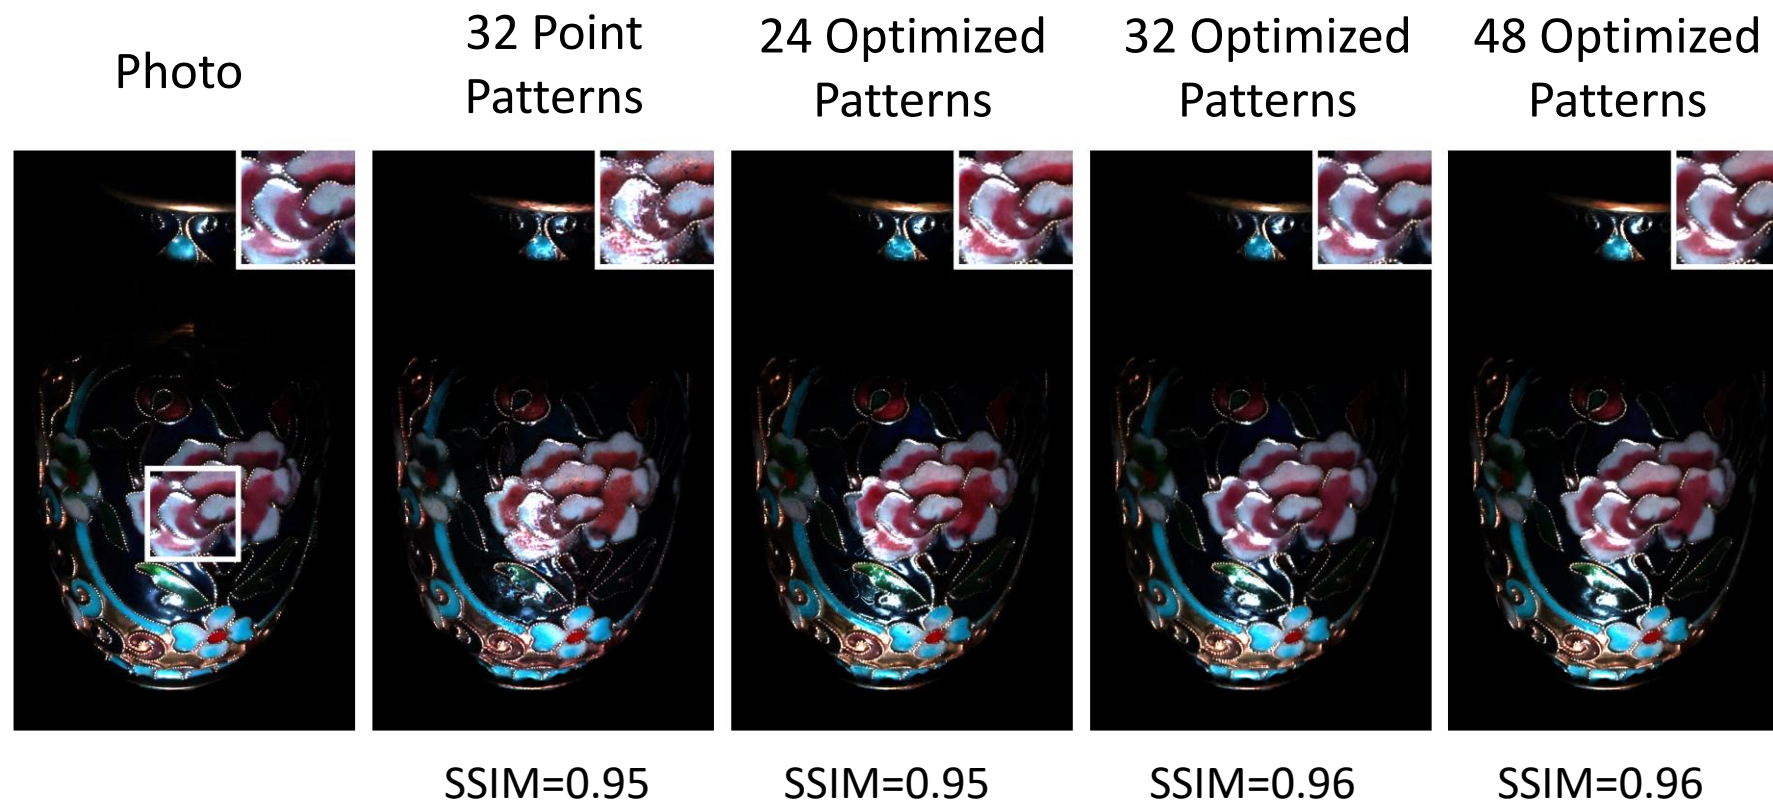 Photo
32 Point
Patterns
24 Optimized
Patterns
32 Optimized
Patterns
48 Optimized
Patterns
SSIM=0.95
SSIM=0.95
SSIM=0.96
SSIM=0.96